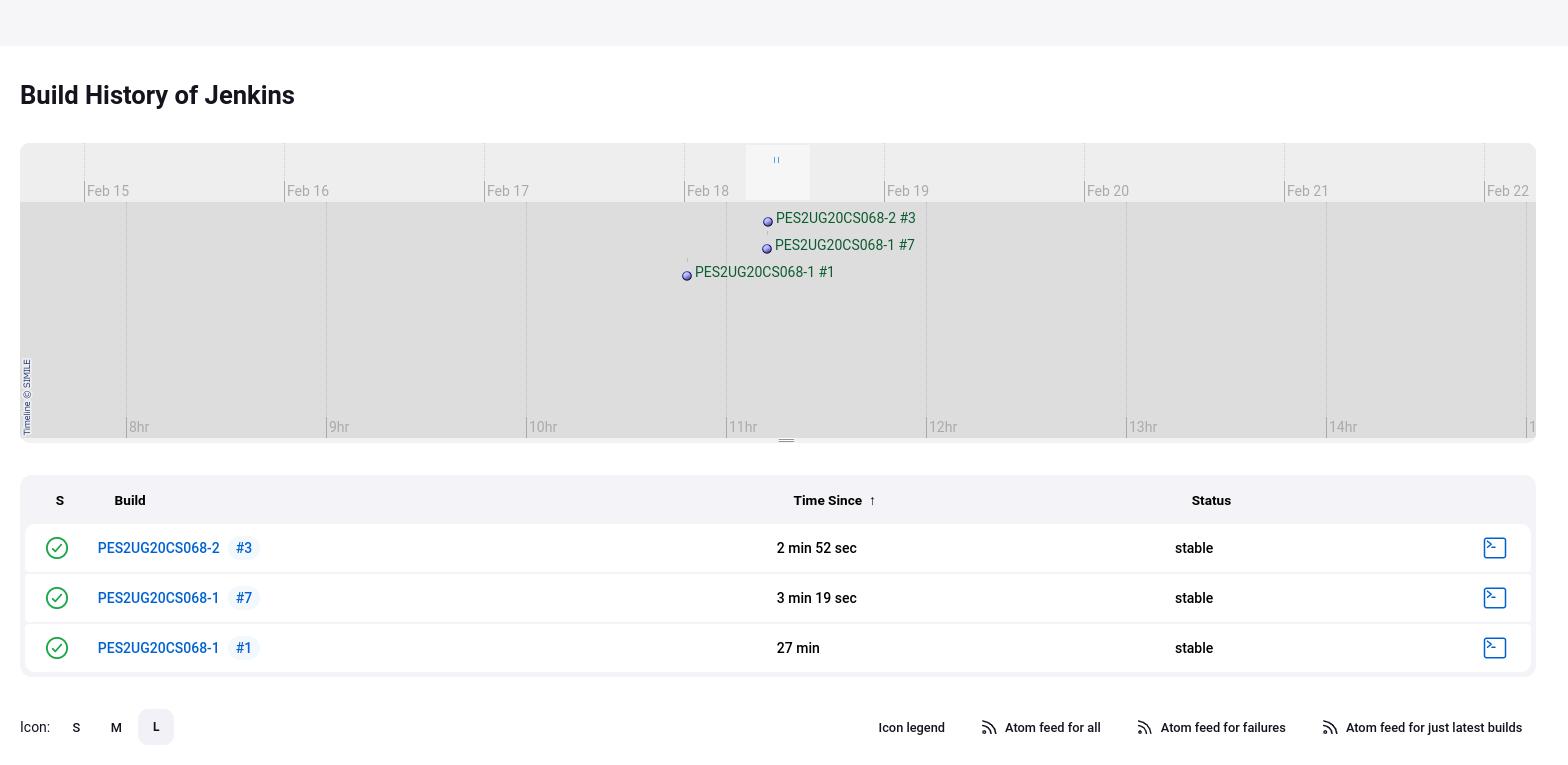 Build History of Jenkins
Feb 15 Feb 16 Feb 17 Feb 18 Feb 19 Feb 20 Feb 21 Feb 22
PES2UG20CS068-2 #3
PES2UG20CS068-1 #7
PES2UG20CS068-1 #1
Timeline © SIMILE
8hr 9hr 10hr 11hr 12hr 13hr 14hr 1
S Build Time Since ↑ Status
PES2UG20CS068-2 #3 2 min 52 sec stable
PES2UG20CS068-1 #7 3 min 19 sec stable
PES2UG20CS068-1 #1 27 min stable
Icon: S M L Icon legend Atom feed for all Atom feed for failures Atom feed for just latest builds